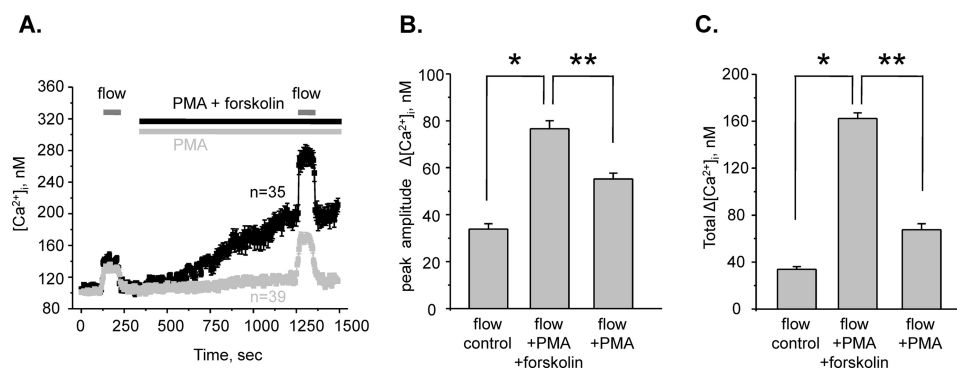 A.
[Ca²⁺]ᵢ, nM
360
320
280
240
200
160
120
80
flow
flow
PMA + forskolin
PMA
n=35
n=39
0
250
500
750
1000
1250
1500
Time, sec
B.
peak amplitude Δ[Ca²⁺]ᵢ, nM
100
80
60
40
20
0
*
**
flow
control
flow
+PMA
+forskolin
flow
+PMA
C.
Total Δ[Ca²⁺]ᵢ, nM
200
160
120
80
40
0
*
**
flow
control
flow
+PMA
+forskolin
flow
+PMA